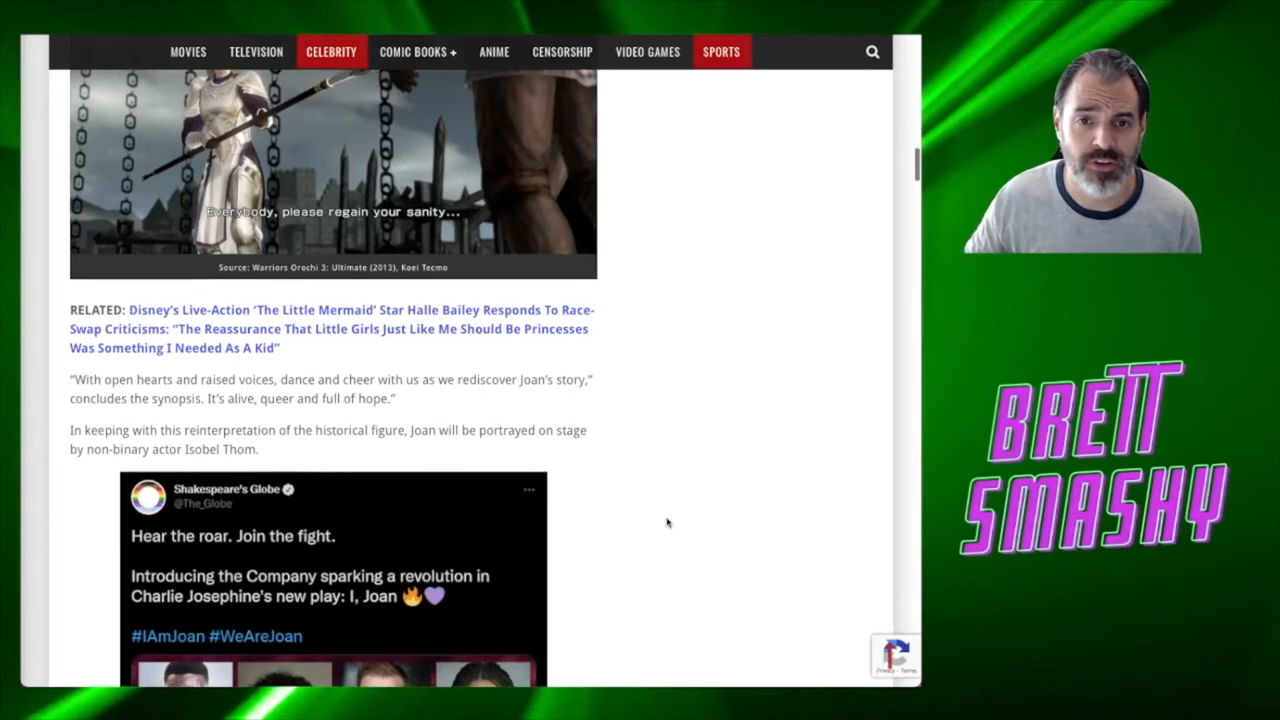 MOVIES TELEVISION CELEBRITY COMIC BOOKS + ANIME CENSORSHIP VIDEO GAMES SPORTS
Everybody, please regain your sanity...
Source: Warriors Orochi 3: Ultimate (2013), Koei Tecmo
RELATED: Disney’s Live-Action ‘The Little Mermaid’ Star Halle Bailey Responds To Race-
Swap Criticisms: “The Reassurance That Little Girls Just Like Me Should Be Princesses
Was Something I Needed As A Kid”
“With open hearts and raised voices, dance and cheer with us as we rediscover Joan’s story,”
concludes the synopsis. It’s alive, queer and full of hope.”
In keeping with this reinterpretation of the historical figure, Joan will be portrayed on stage
by non-binary actor Isobel Thom.
Shakespeare's Globe
@The_Globe
Hear the roar. Join the fight.
Introducing the Company sparking a revolution in
Charlie Josephine's new play: I, Joan 🔥💜
#IAmJoan #WeAreJoan
Privacy - Terms
BRETT
SMASHY